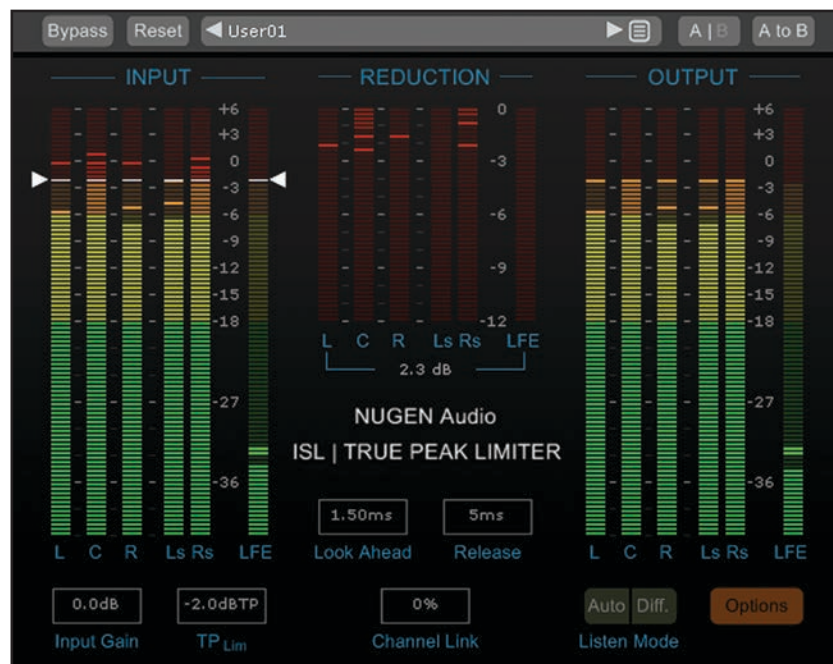 Bypass Reset User01 A | B A to B
INPUT REDUCTION OUTPUT
+6 0 +6
+3 +3
0 0
-3 -3 -3
-6 -6 -6
-9 -9 -9
-12 -12
-15 -15
-18 -12 -18
L C R Ls Rs LFE
2.3 dB
-27 -27
NUGEN Audio
ISL | TRUE PEAK LIMITER
-36 -36
1.50ms 5ms
L C R Ls Rs LFE Look Ahead Release L C R Ls Rs LFE
0.0dB -2.0dBTP 0% Auto Diff. Options
Input Gain TP Lim Channel Link Listen Mode